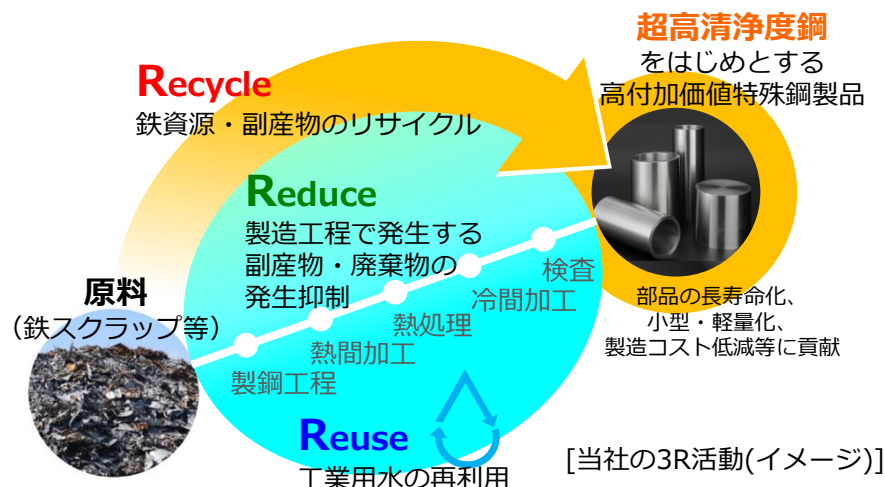 超高清浄度鋼
をはじめとする
高付加価値特殊鋼製品
Recycle
鉄資源・副産物のリサイクル
Reduce
製造工程で発生する
副産物・廃棄物の
発生抑制
原料
（鉄スクラップ等）
製鋼工程
熱間加工
熱処理
冷間加工
検査
部品の長寿命化、
小型・軽量化、
製造コスト低減等に貢献
Reuse
工業用水の再利用
[当社の3R活動(イメージ)]